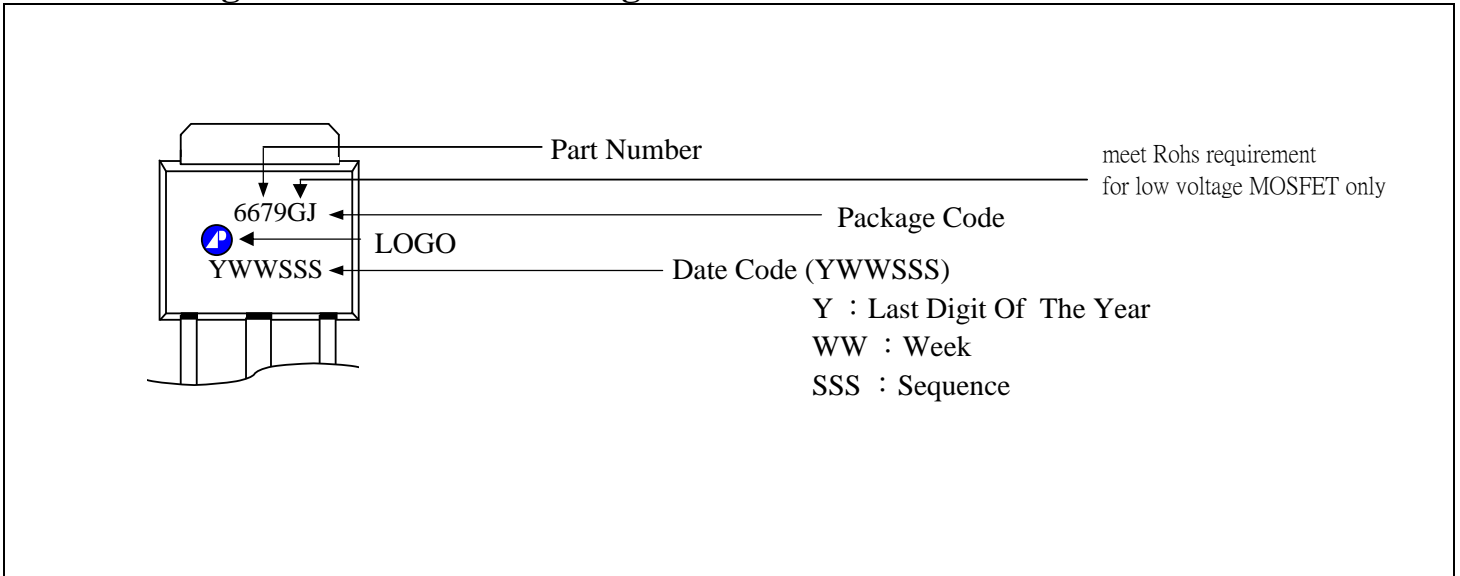 Part Number
meet Rohs requirement
for low voltage MOSFET only
6679GJ
Package Code
LOGO
YWWSSS
Date Code (YWWSSS)
Y ： Last Digit Of The Year
WW ： Week
SSS ： Sequence